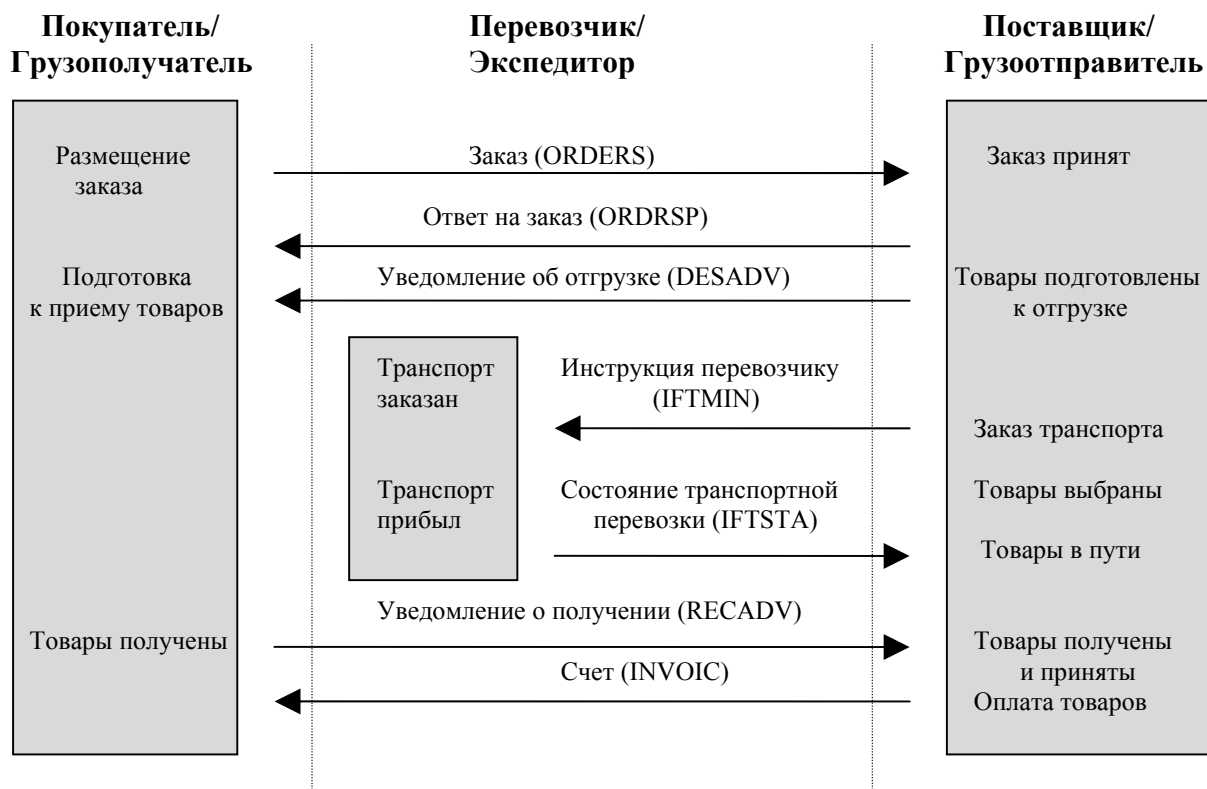 Покупатель/
Грузополучатель
Перевозчик/
Экспедитор
Поставщик/
Грузоотправитель
Размещение
заказа
Заказ (ORDERS)
Заказ принят
Ответ на заказ (ORDRSP)
Подготовка
к приему товаров
Уведомление об отгрузке (DESADV)
Товары подготовлены
к отгрузке
Транспорт
заказан
Инструкция перевозчику
(IFTMIN)
Заказ транспорта
Транспорт
прибыл
Состояние транспортной
перевозки (IFTSTA)
Товары выбраны
Товары в пути
Уведомление о получении (RECADV)
Товары получены
Товары получены
и приняты
Счет (INVOIC)
Оплата товаров